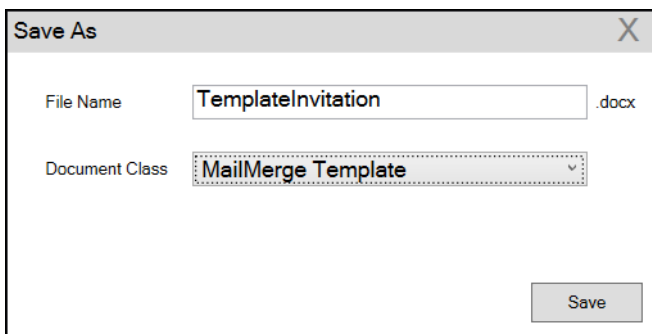 Save As X
File Name TemplateInvitation .docx
Document Class MailMerge Template
Save